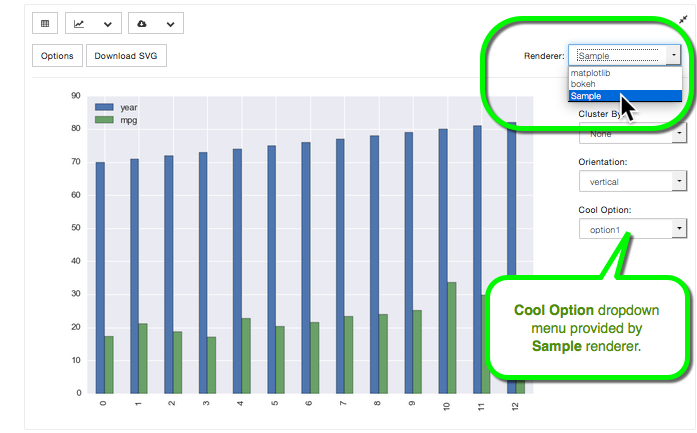 Options
Download SVG
Renderer:
Sample
matplotlib
bokeh
Sample
Cluster By:
None
Orientation:
vertical
Cool Option:
option1
year
mpg
90
80
70
60
50
40
30
20
10
0
0 1 2 3 4 5 6 7 8 9 10 11 12
Cool Option dropdown
menu provided by
Sample renderer.